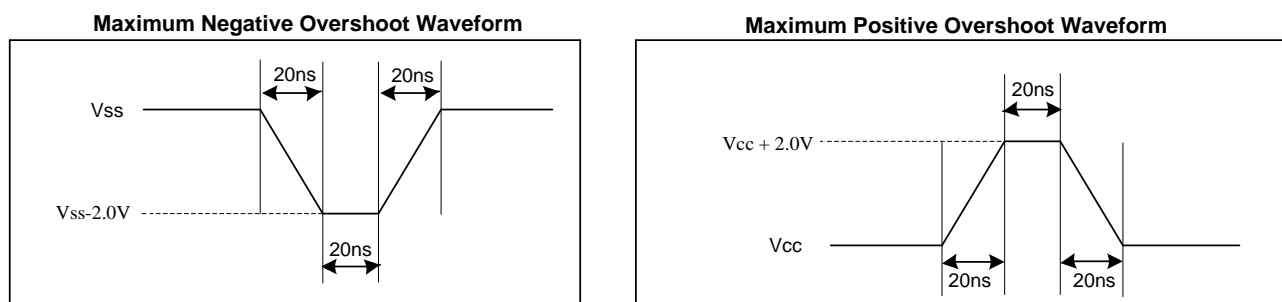 Maximum Negative Overshoot Waveform
20ns
20ns
Vss
Vss-2.0V
20ns
Maximum Positive Overshoot Waveform
20ns
Vcc + 2.0V
Vcc
20ns
20ns